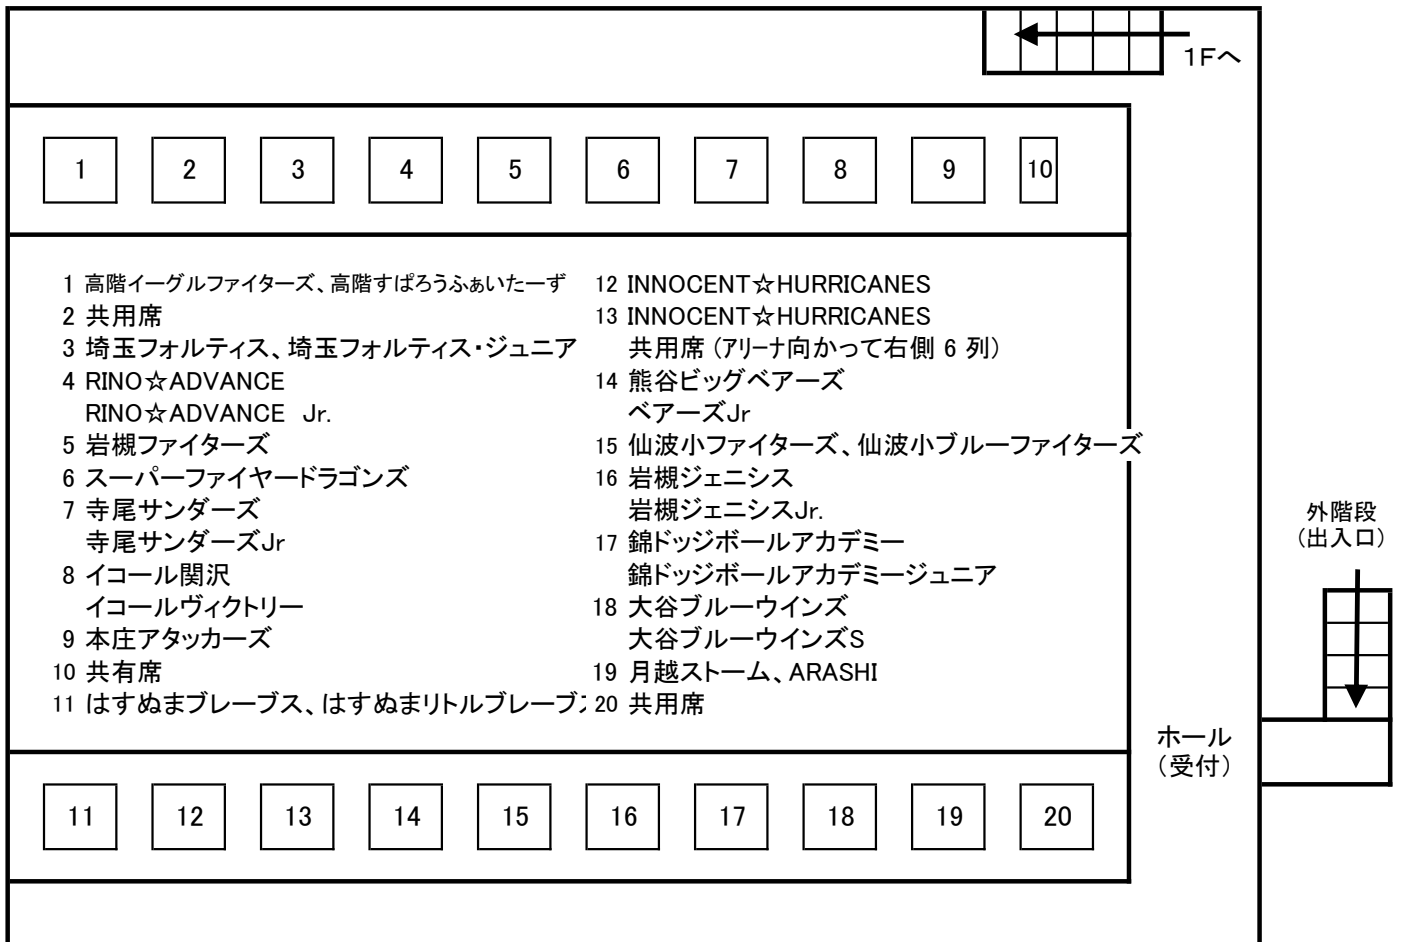 1Fへ
1 2 3 4 5 6 7 8 9 10
1 高階イーグルファイターズ、高階すぱろうふぁいたーず
2 共用席
3 埼玉フォルティス、埼玉フォルティス・ジュニア
4 RINO☆ADVANCE
RINO☆ADVANCE Jr.
5 岩槻ファイターズ
6 スーパーファイヤードラゴンズ
7 寺尾サンダーズ
寺尾サンダーズJr
8 イコール関沢
イコールヴィクトリー
9 本庄アタッカーズ
10 共有席
11 はすぬまブレーブス、はすぬまリトルブレーブ
12 INNOCENT☆HURRICANES
13 INNOCENT☆HURRICANES
共用席 (アリーナ向かって右側 6 列)
14 熊谷ビッグベアーズ
ベアーズJr
15 仙波小ファイターズ、仙波小ブルーファイターズ
16 岩槻ジェニシス
岩槻ジェニシスJr.
17 錦ドッジボールアカデミー
錦ドッジボールアカデミージュニア
18 大谷ブルーウインズ
大谷ブルーウインズS
19 月越ストーム、ARASHI
20 共用席
外階段
(出入口)
ホール
(受付)
11 12 13 14 15 16 17 18 19 20